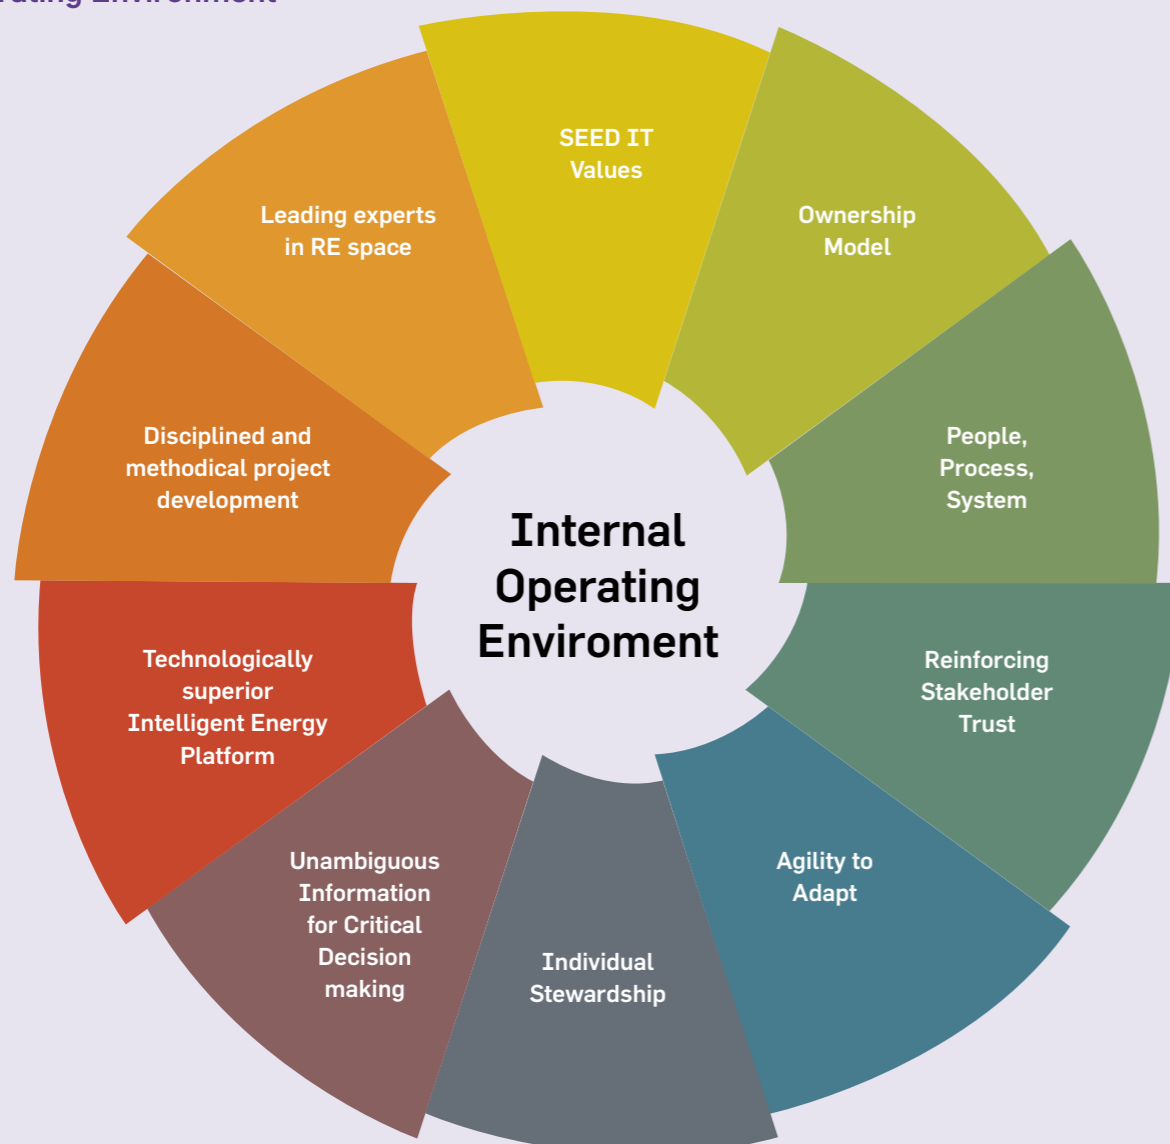 Environment
SEED IT
Values
Ownership
Model
People,
Process,
System
Reinforcing
Stakeholder
Trust
Agility to
Adapt
Individual
Stewardship
Unambiguous
Information
for Critical
Decision
making
Technologically
superior
Intelligent Energy
Platform
Disciplined and
methodical project
development
Leading experts
in RE space
Internal
Operating
Enviroment